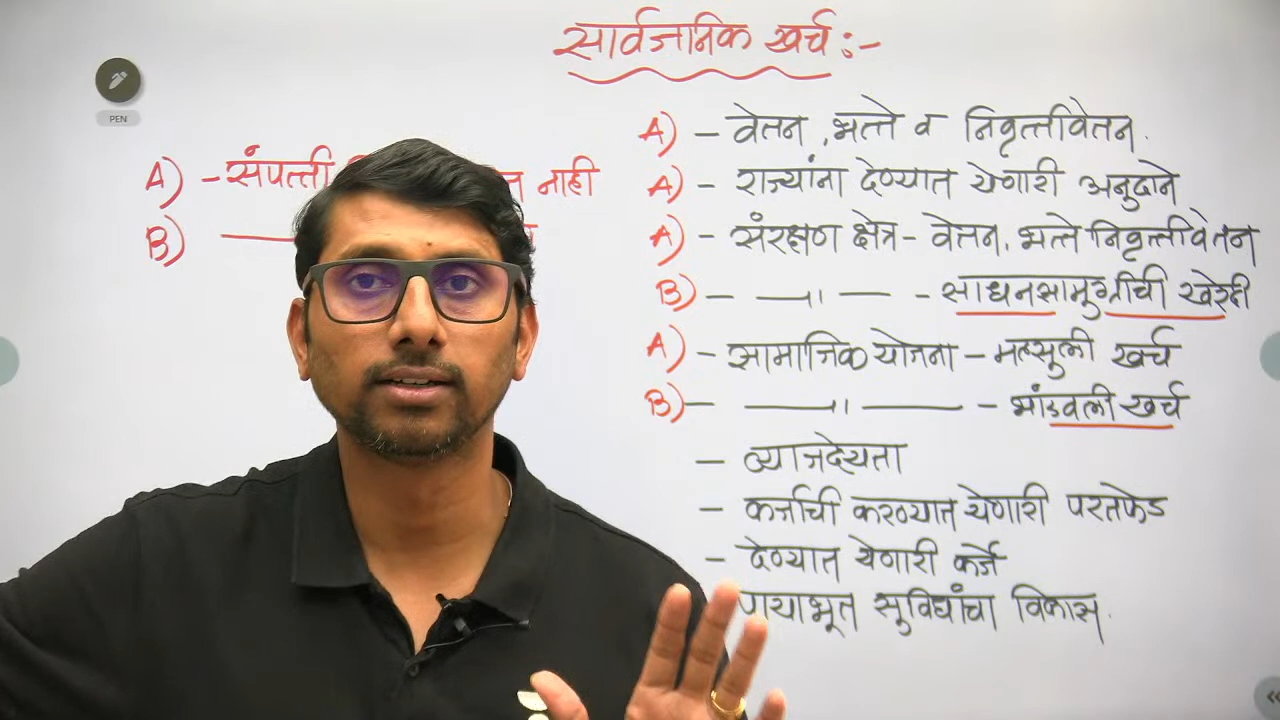 सार्वजनिक खर्च :-
PEN
A) - संपत्ती नाही
B)
A) - वेतन, भत्ते व निवृत्तीवेतन.
A) - राज्यांना देण्यात येणारी अनुदाने
A) - संरक्षण क्षेत्र - वेतन, भत्ते निवृत्तीवेतन
B) - —॥— - साधनसामुग्रीची खरेदी
A) - सामाजिक योजना - महसुली खर्च
B) - —॥— - भांडवली खर्च
- व्याजदेयता
- कर्जाची करण्यात येणारी परतफेड
- देण्यात येणारी कर्जे
पायाभूत सुविधांचा विकास.